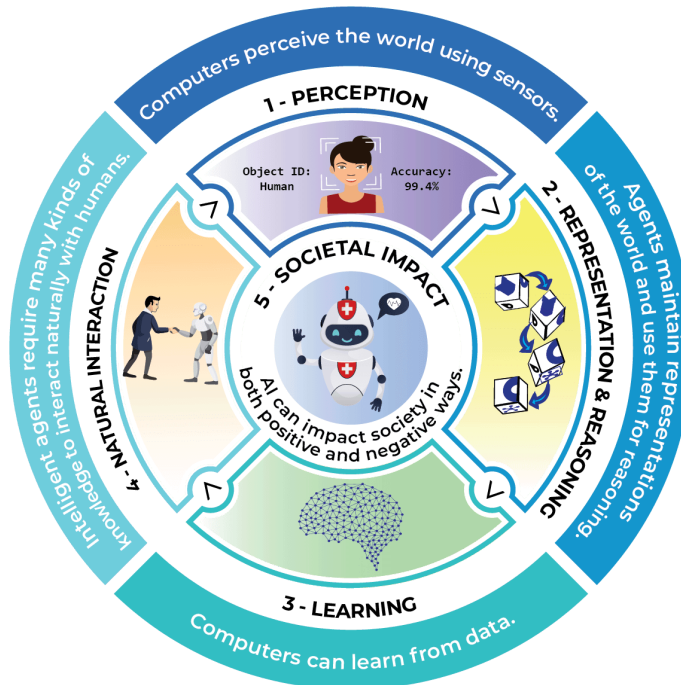 Computers perceive the world using sensors.
1 - PERCEPTION
Object ID:
Human
Accuracy:
99.4%
Agents maintain representations
of the world and use them for reasoning.
2 - REPRESENTATION & REASONING
3 - LEARNING
Computers can learn from data.
Intelligent agents require many kinds of
knowledge to interact naturally with humans.
4 - NATURAL INTERACTION
5 - SOCIETAL IMPACT
AI can impact society in
both positive and negative ways.